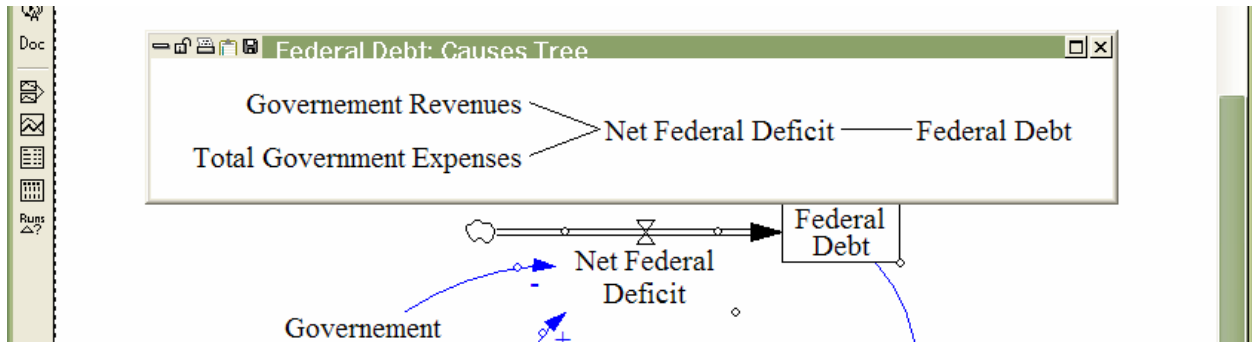 Doc
Federal Debt: Causes Tree
Governement Revenues
Net Federal Deficit
Federal Debt
Total Government Expenses
Runs
△?
Federal
Debt
Net Federal
Deficit
-
Governement
+